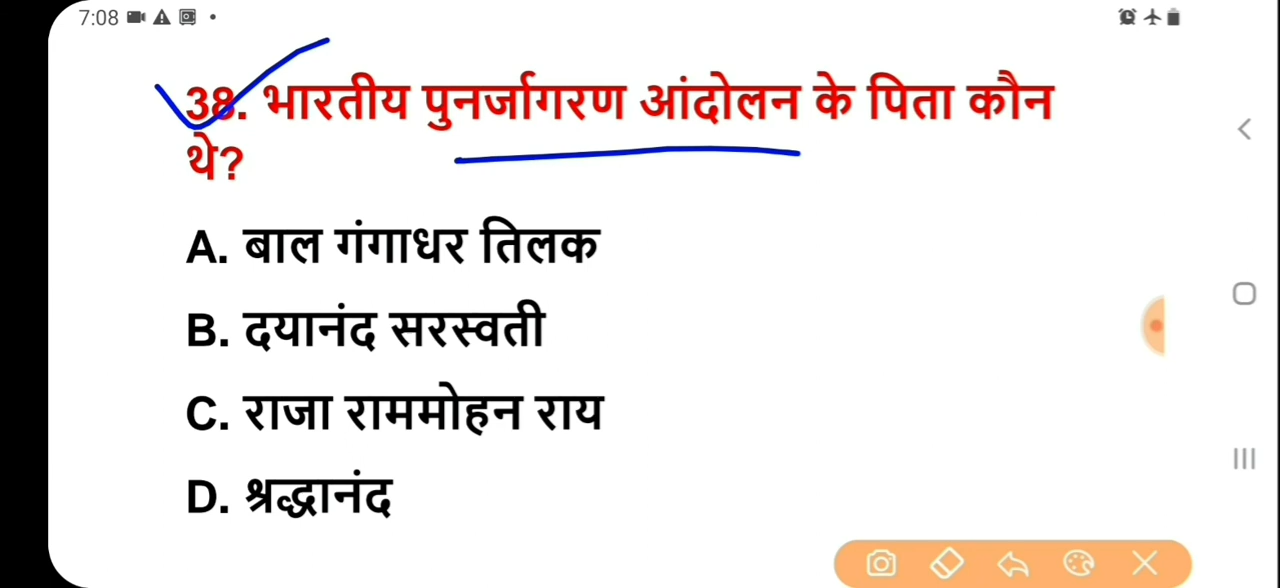 7:08
38. भारतीय पुनर्जागरण आंदोलन के पिता कौन
थे?
A. बाल गंगाधर तिलक
B. दयानंद सरस्वती
C. राजा राममोहन राय
D. श्रद्धानंद